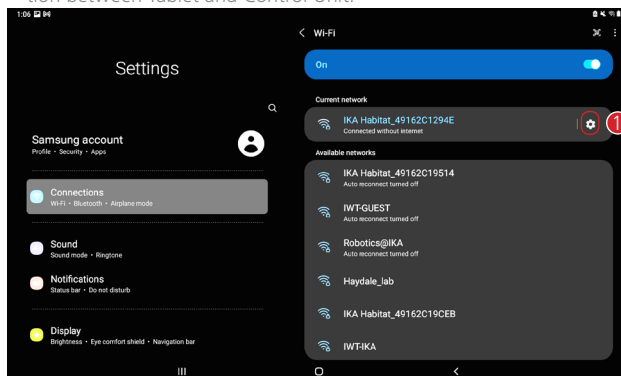 tion between Tablet and Control Unit.
1:06
Wi-Fi
Settings
On
Current network
IKA Habitat_49162C1294E
Connected without internet
1
Samsung account
Profile • Security • Apps
Available networks
IKA Habitat_49162C19514
Auto reconnect turned off
Connections
Wi-Fi • Bluetooth • Airplane mode
IWT-GUEST
Auto reconnect turned off
Sound
Sound mode • Ringtone
Robotics@IKA
Auto reconnect turned off
Notifications
Status bar • Do not disturb
Haydale_lab
IKA Habitat_49162C19CEB
Display
Brightness • Eye comfort shield • Navigation bar
IWT-IKA